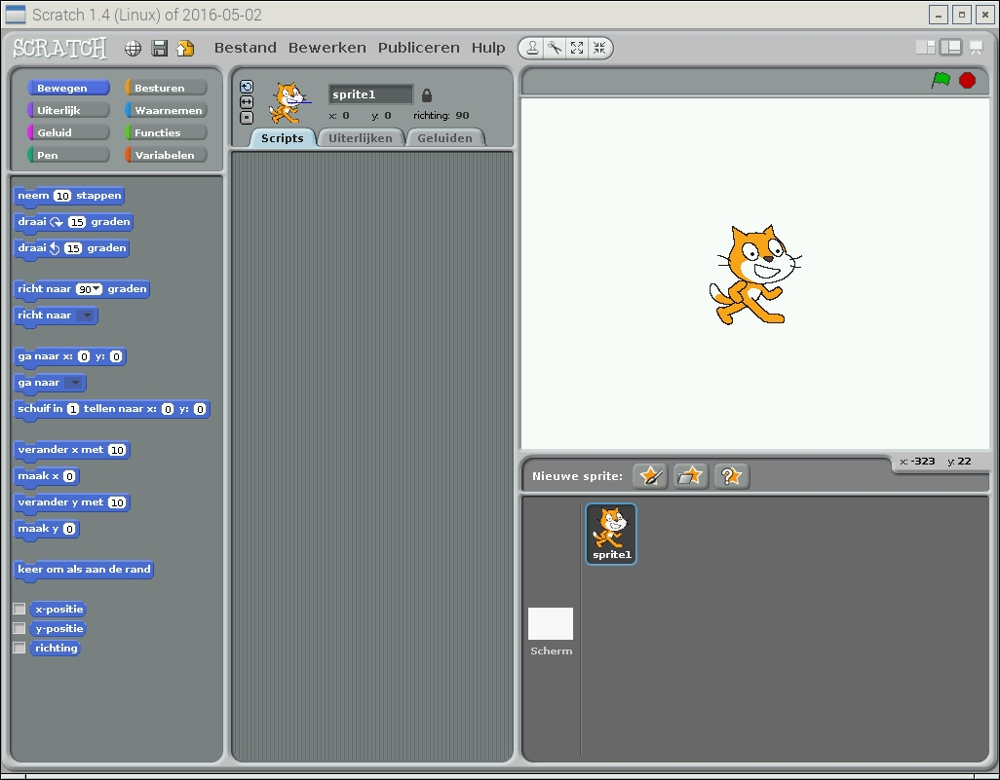 Scratch 1.4 (Linux) of 2016-05-02
SCRATCH Bestand Bewerken Publiceren Hulp
Bewegen Besturen
Uiterlijk Waarnemen
Geluid Functies
Pen Variabelen
sprite1
x: 0 y: 0 richting: 90
Scripts Uiterlijken Geluiden
neem 10 stappen
draai 15 graden
draai 15 graden
richt naar 90 graden
richt naar
ga naar x: 0 y: 0
ga naar
schuif in 1 tellen naar x: 0 y: 0
verander x met 10
maak x 0
verander y met 10
maak y 0
keer om als aan de rand
x-positie
y-positie
richting
x: -323 y: 22
Nieuwe sprite:
sprite1
Scherm